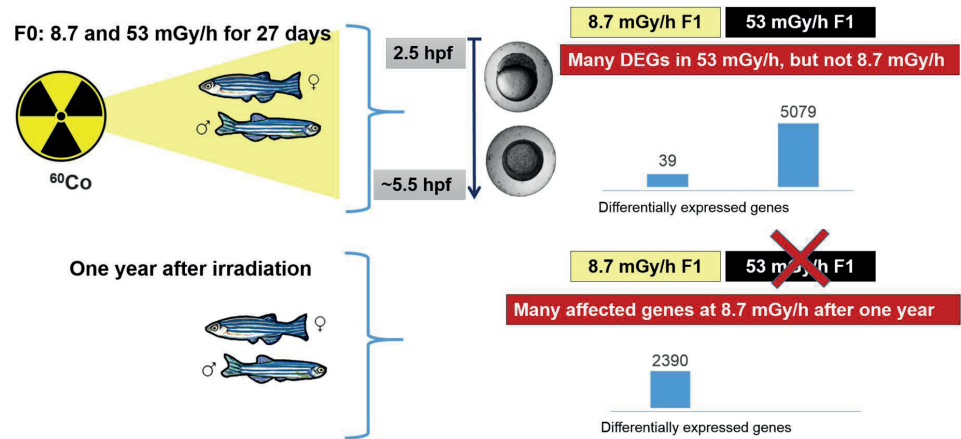 F0: 8.7 and 53 mGy/h for 27 days
♀
♂
⁶⁰Co
2.5 hpf
~5.5 hpf
8.7 mGy/h F1
53 mGy/h F1
Many DEGs in 53 mGy/h, but not 8.7 mGy/h
39
5079
Differentially expressed genes
One year after irradiation
♀
♂
8.7 mGy/h F1
53 mGy/h F1
Many affected genes at 8.7 mGy/h after one year
2390
Differentially expressed genes